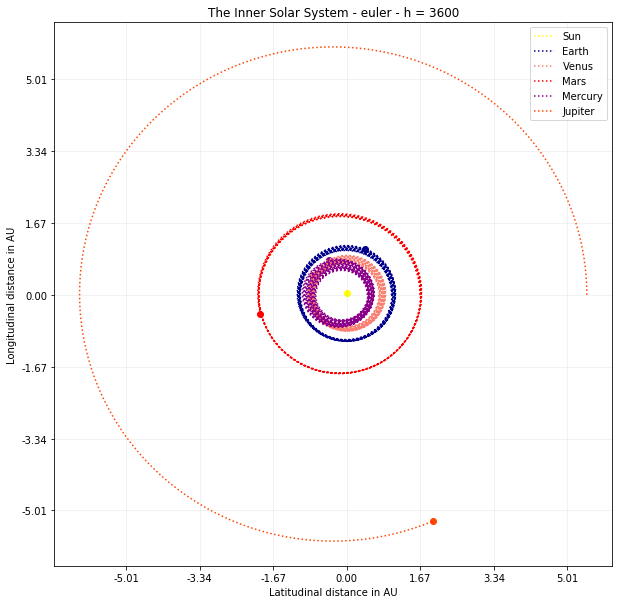 The Inner Solar System - euler - h = 3600
Sun
Earth
Venus
Mars
Mercury
Jupiter
5.01
3.34
1.67
0.00
-1.67
-3.34
-5.01
Longitudinal distance in AU
-5.01 -3.34 -1.67 0.00 1.67 3.34 5.01
Latitudinal distance in AU